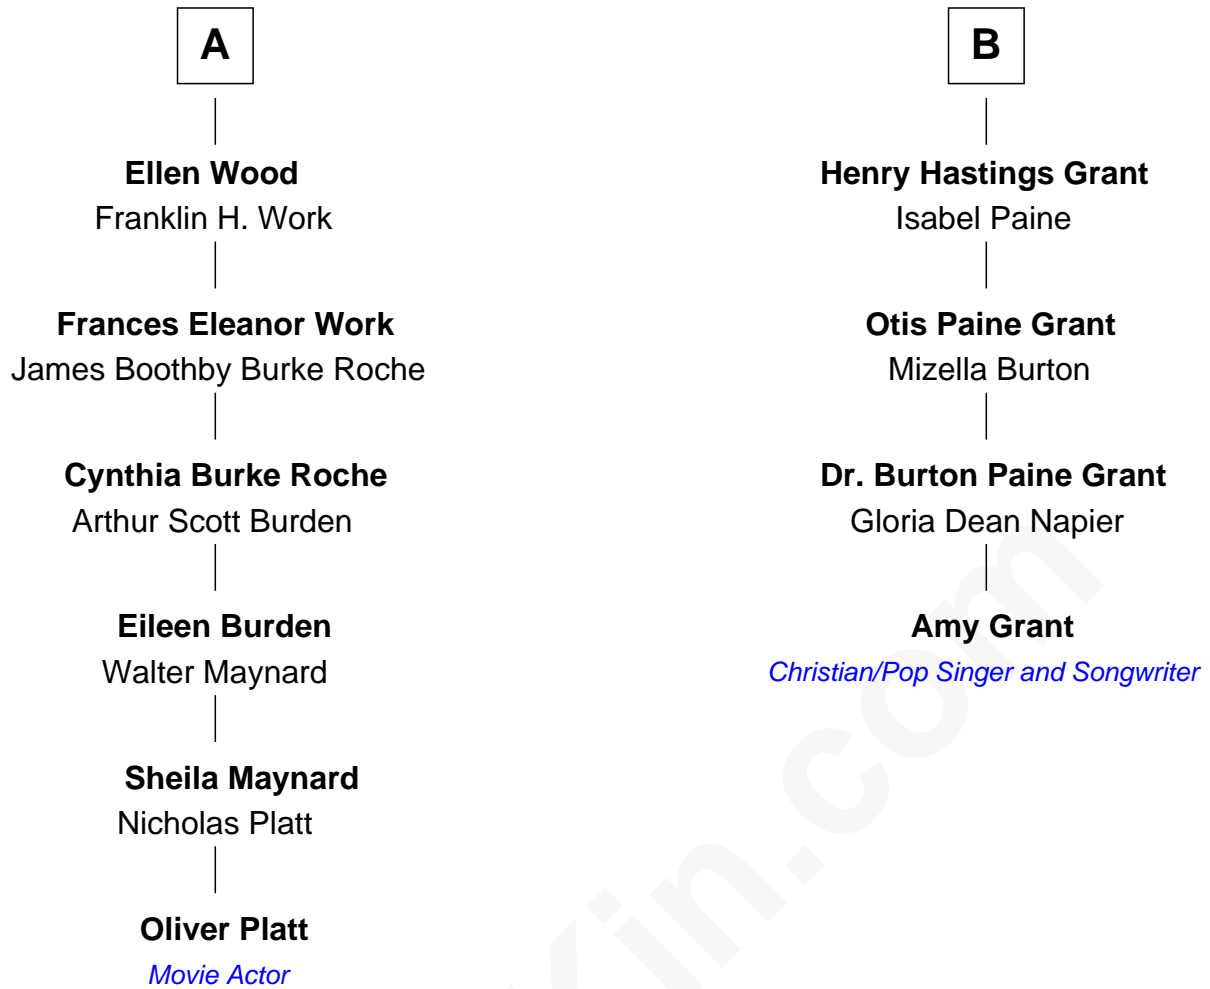 A
Ellen Wood
Franklin H. Work
Frances Eleanor Work
James Boothby Burke Roche
Cynthia Burke Roche
Arthur Scott Burden
Eileen Burden
Walter Maynard
Sheila Maynard
Nicholas Platt
Oliver Platt
Movie Actor
B
Henry Hastings Grant
Isabel Paine
Otis Paine Grant
Mizella Burton
Dr. Burton Paine Grant
Gloria Dean Napier
Amy Grant
Christian/Pop Singer and Songwriter
Kin.com